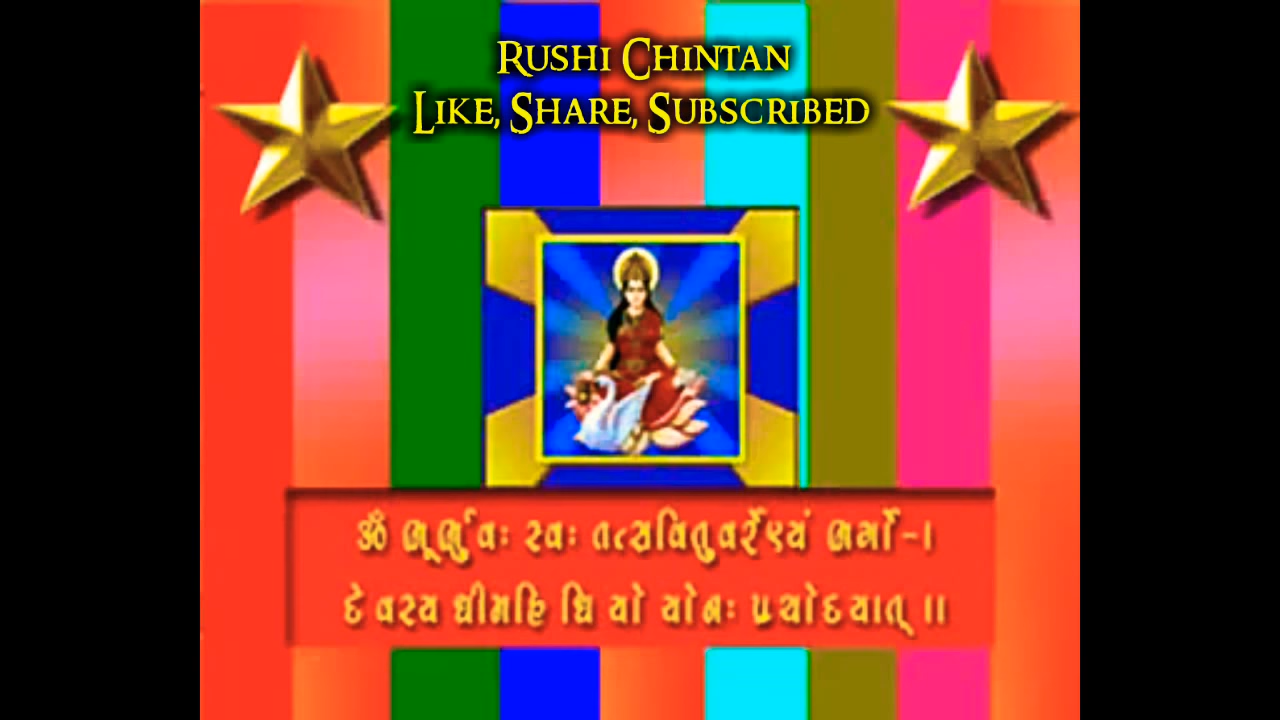 Rushi Chintan
Like, Share, Subscribed
ૐ ભૂર્ભુવઃ સ્વઃ તત્સવિતુવર્રેણ્યં ભર્ગો-।
દેવસ્ય ધીમહિ ધિયો યોનઃ પ્રચોદયાત્ ॥